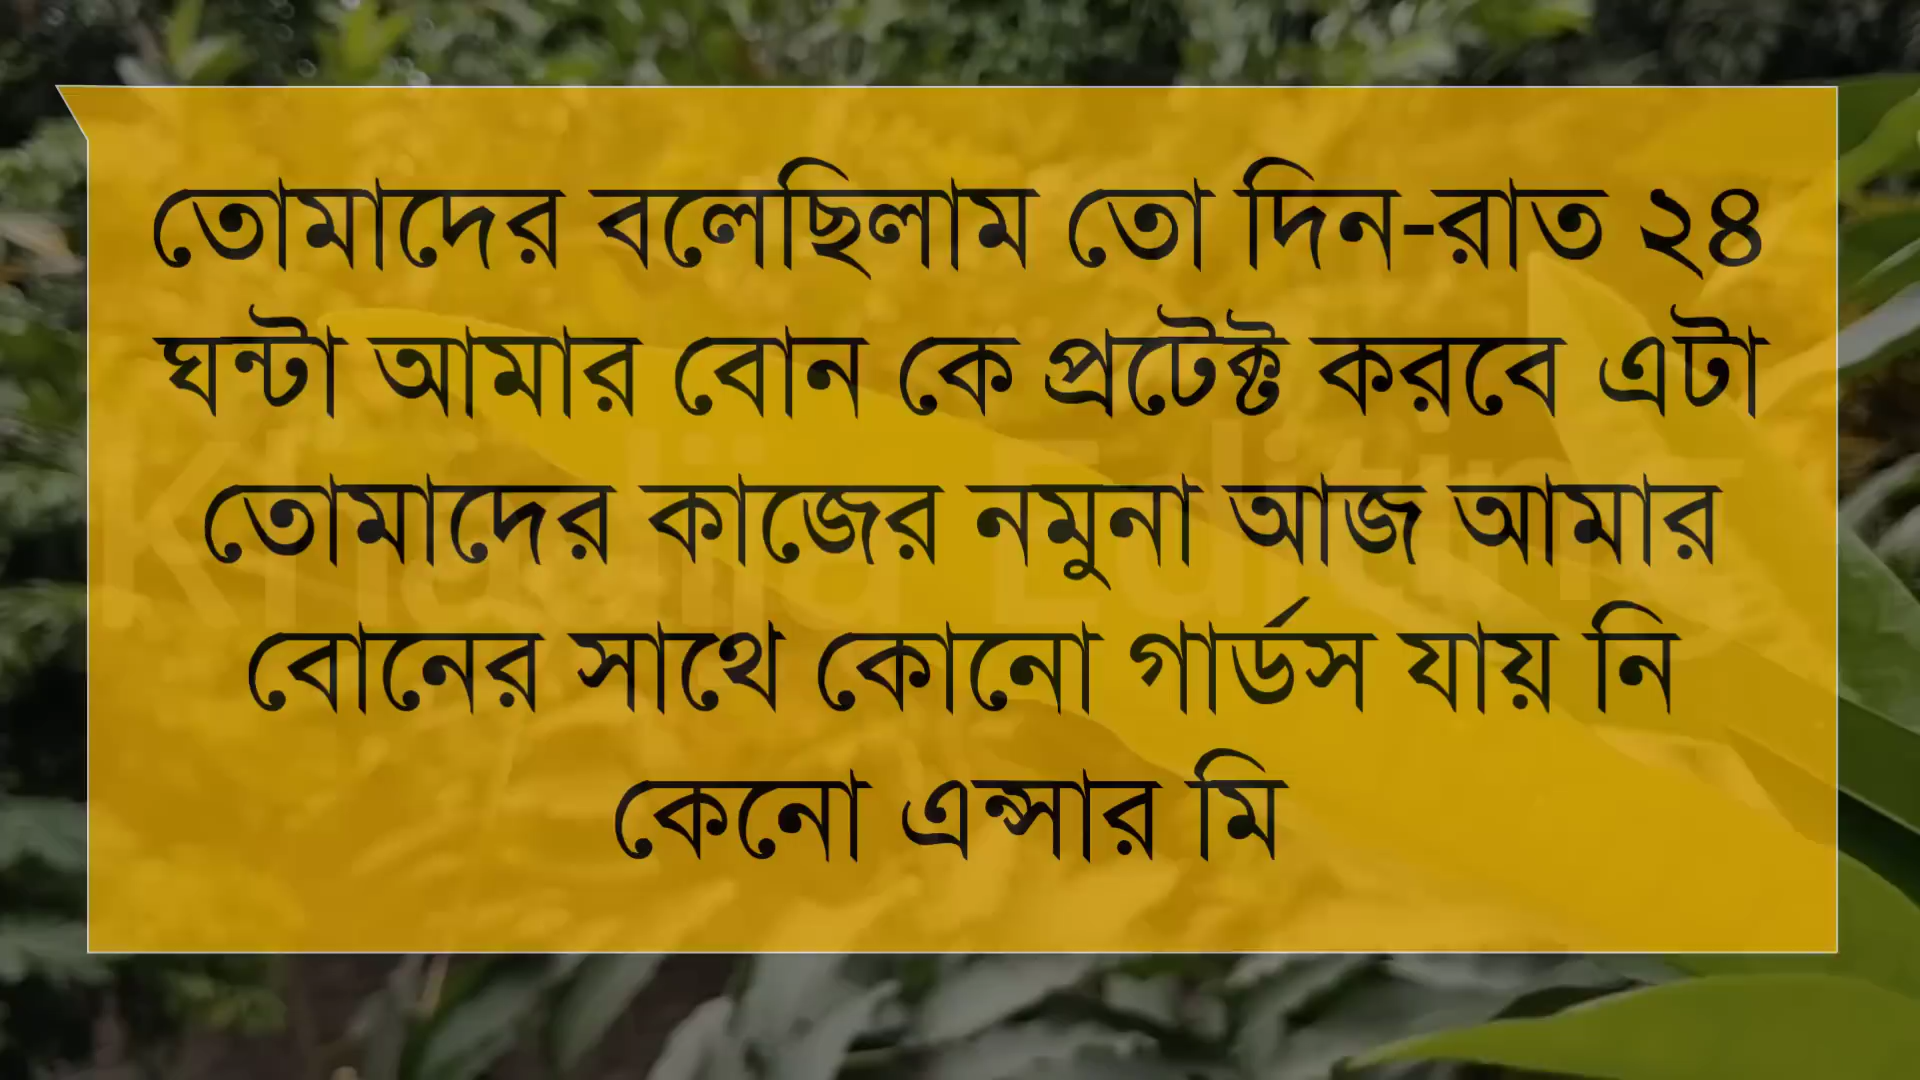 তোমাদের বলেছিলাম তো দিন-রাত ২৪
ঘন্টা আমার বোন কে প্রটেক্ট করবে এটা
তোমাদের কাজের নমুনা আজ আমার
বোনের সাথে কোনো গার্ডস যায় নি
কেনো এন্সার মি